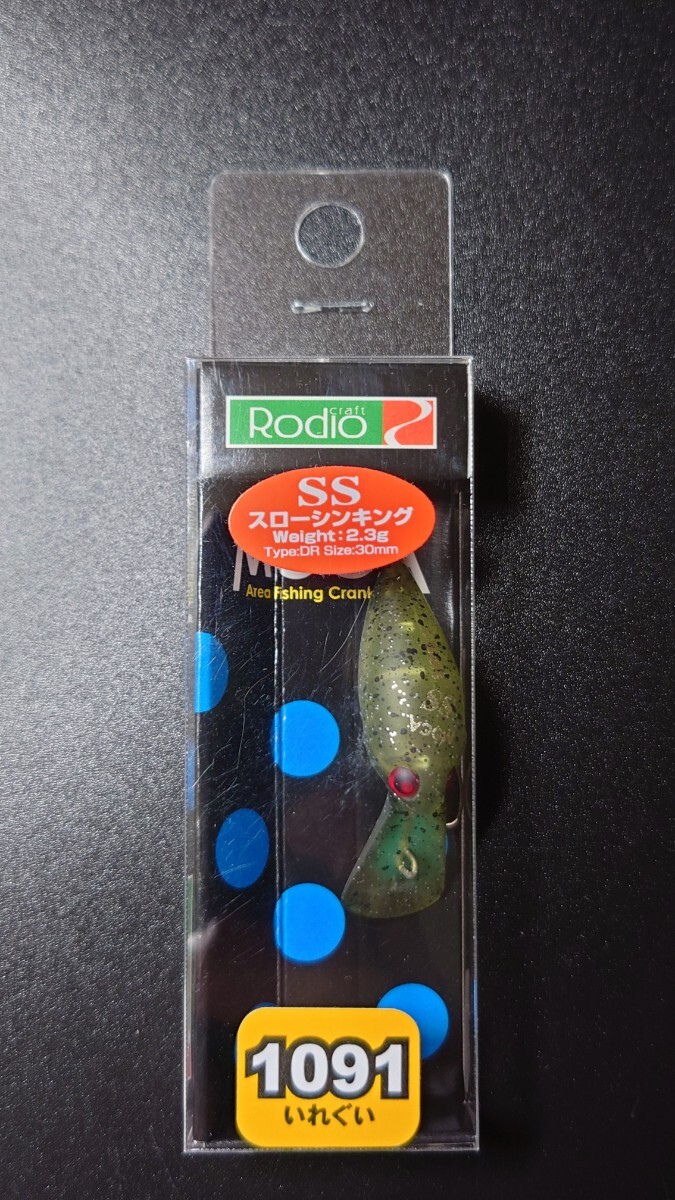 Rodio craft
SS
スローシンキング
Weight:2.3g
Type:DR Size:30mm
Area Fishing Crank
1091
いれぐい